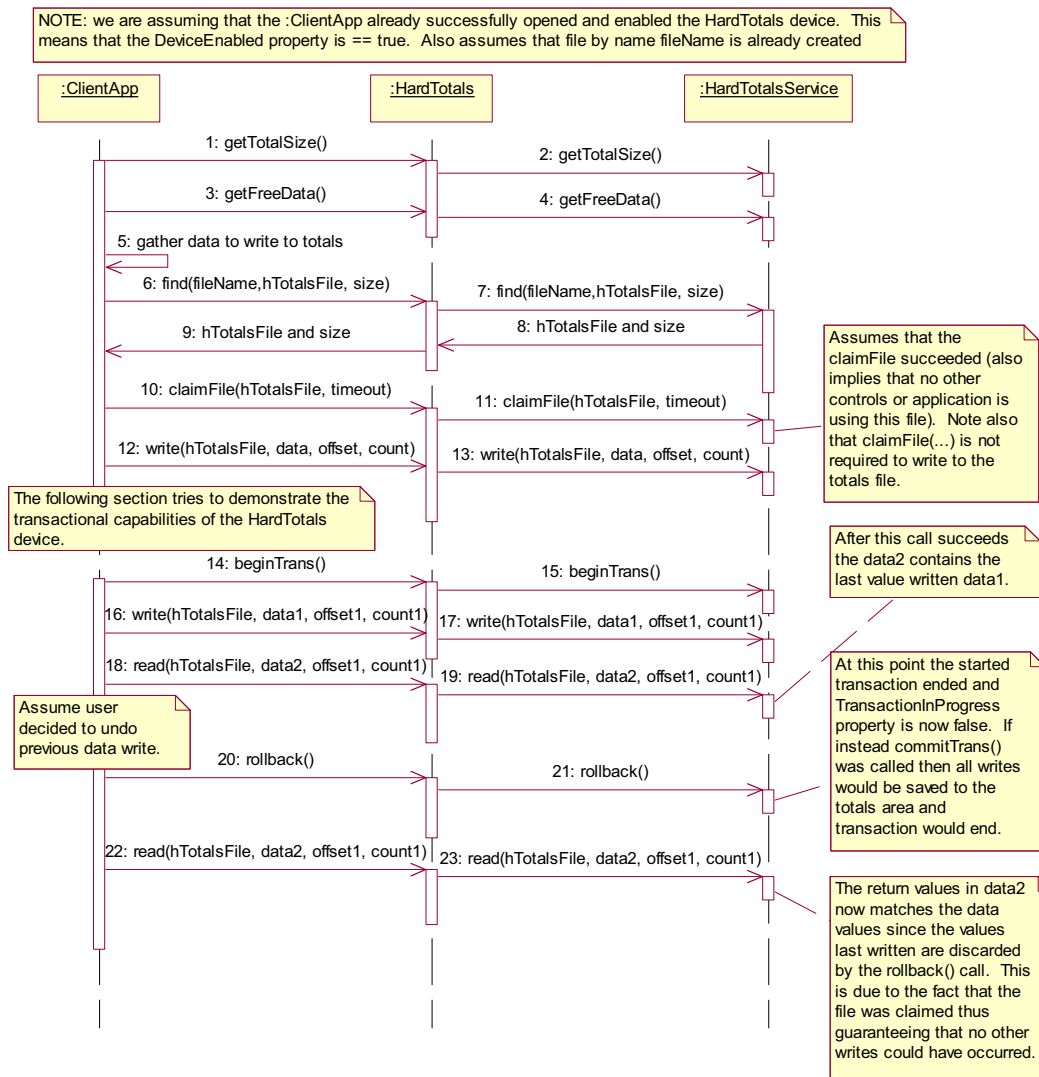 NOTE: we are assuming that the :ClientApp already successfully opened and enabled the HardTotals device.  This
means that the DeviceEnabled property is == true.  Also assumes that file by name fileName is already created
:ClientApp
:HardTotals
:HardTotalsService
1: getTotalSize()
2: getTotalSize()
3: getFreeData()
4: getFreeData()
5: gather data to write to totals
6: find(fileName,hTotalsFile, size)
7: find(fileName,hTotalsFile, size)
8: hTotalsFile and size
9: hTotalsFile and size
Assumes that the
claimFile succeeded (also
implies that no other
controls or application is
using this file).  Note also
that claimFile(...) is not
required to write to the
totals file.
10: claimFile(hTotalsFile, timeout)
11: claimFile(hTotalsFile, timeout)
12: write(hTotalsFile, data, offset, count)
13: write(hTotalsFile, data, offset, count)
The following section tries to demonstrate the
transactional capabilities of the HardTotals
device.
After this call succeeds
the data2 contains the
last value written data1.
14: beginTrans()
15: beginTrans()
16: write(hTotalsFile, data1, offset1, count1)
17: write(hTotalsFile, data1, offset1, count1)
18: read(hTotalsFile, data2, offset1, count1)
19: read(hTotalsFile, data2, offset1, count1)
At this point the started
transaction ended and
TransactionInProgress
property is now false.  If
instead commitTrans()
was called then all writes
would be saved to the
totals area and
transaction would end.
Assume user
decided to undo
previous data write.
20: rollback()
21: rollback()
22: read(hTotalsFile, data2, offset1, count1)
23: read(hTotalsFile, data2, offset1, count1)
The return values in data2
now matches the data
values since the values
last written are discarded
by the rollback() call.  This
is due to the fact that the
file was claimed thus
guaranteeing that no other
writes could have occurred.